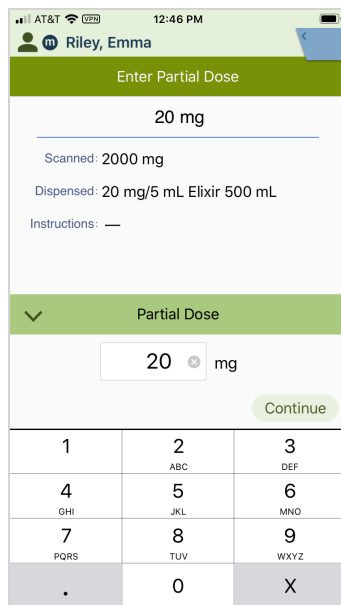 AT&T VPN 12:46 PM
m Riley, Emma
Enter Partial Dose
20 mg
Scanned: 2000 mg
Dispensed: 20 mg/5 mL Elixir 500 mL
Instructions: —
Partial Dose
20 mg
Continue
1 2 3
ABC DEF
4 5 6
GHI JKL MNO
7 8 9
PQRS TUV WXYZ
. 0 X